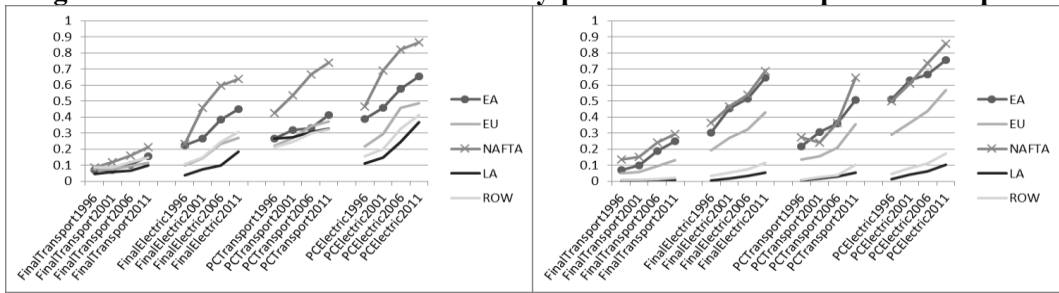 1
0.9
0.8
0.7
0.6
0.5
0.4
0.3
0.2
0.1
0
FinalTransport1996
FinalTransport2001
FinalTransport2006
FinalTransport2011
FinalElectric1996
FinalElectric2001
FinalElectric2006
FinalElectric2011
PCTransport1996
PCTransport2001
PCTransport2006
PCTransport2011
PCElectric1996
PCElectric2001
PCElectric2006
PCElectric2011
EA
EU
NAFTA
LA
ROW
1
0.9
0.8
0.7
0.6
0.5
0.4
0.3
0.2
0.1
0
FinalTransport1996
FinalTransport2001
FinalTransport2006
FinalTransport2011
FinalElectric1996
FinalElectric2001
FinalElectric2006
FinalElectric2011
PCTransport1996
PCTransport2001
PCTransport2006
PCTransport2011
PCElectric1996
PCElectric2001
PCElectric2006
PCElectric2011
EA
EU
NAFTA
LA
ROW